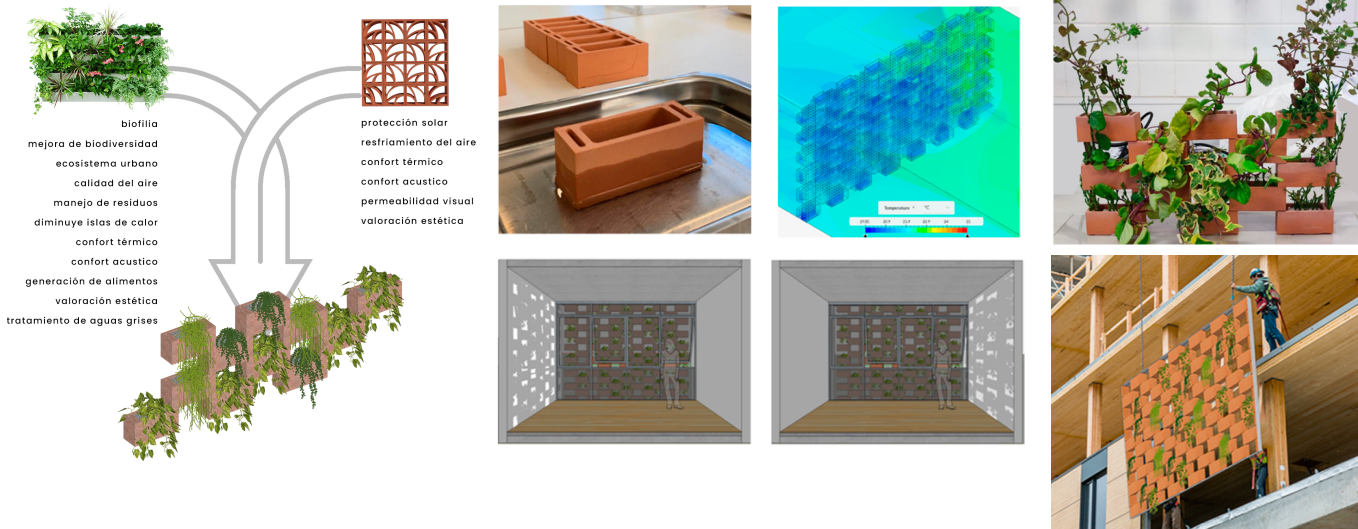 biofilia
mejora de biodiversidad
ecosistema urbano
calidad del aire
manejo de residuos
diminuye islas de calor
confort térmico
confort acustico
generación de alimentos
valoración estética
tratamiento de aguas grises
protección solar
resfriamiento del aire
confort térmico
confort acustico
permeabilidad visual
valoración estética
Temperature °C